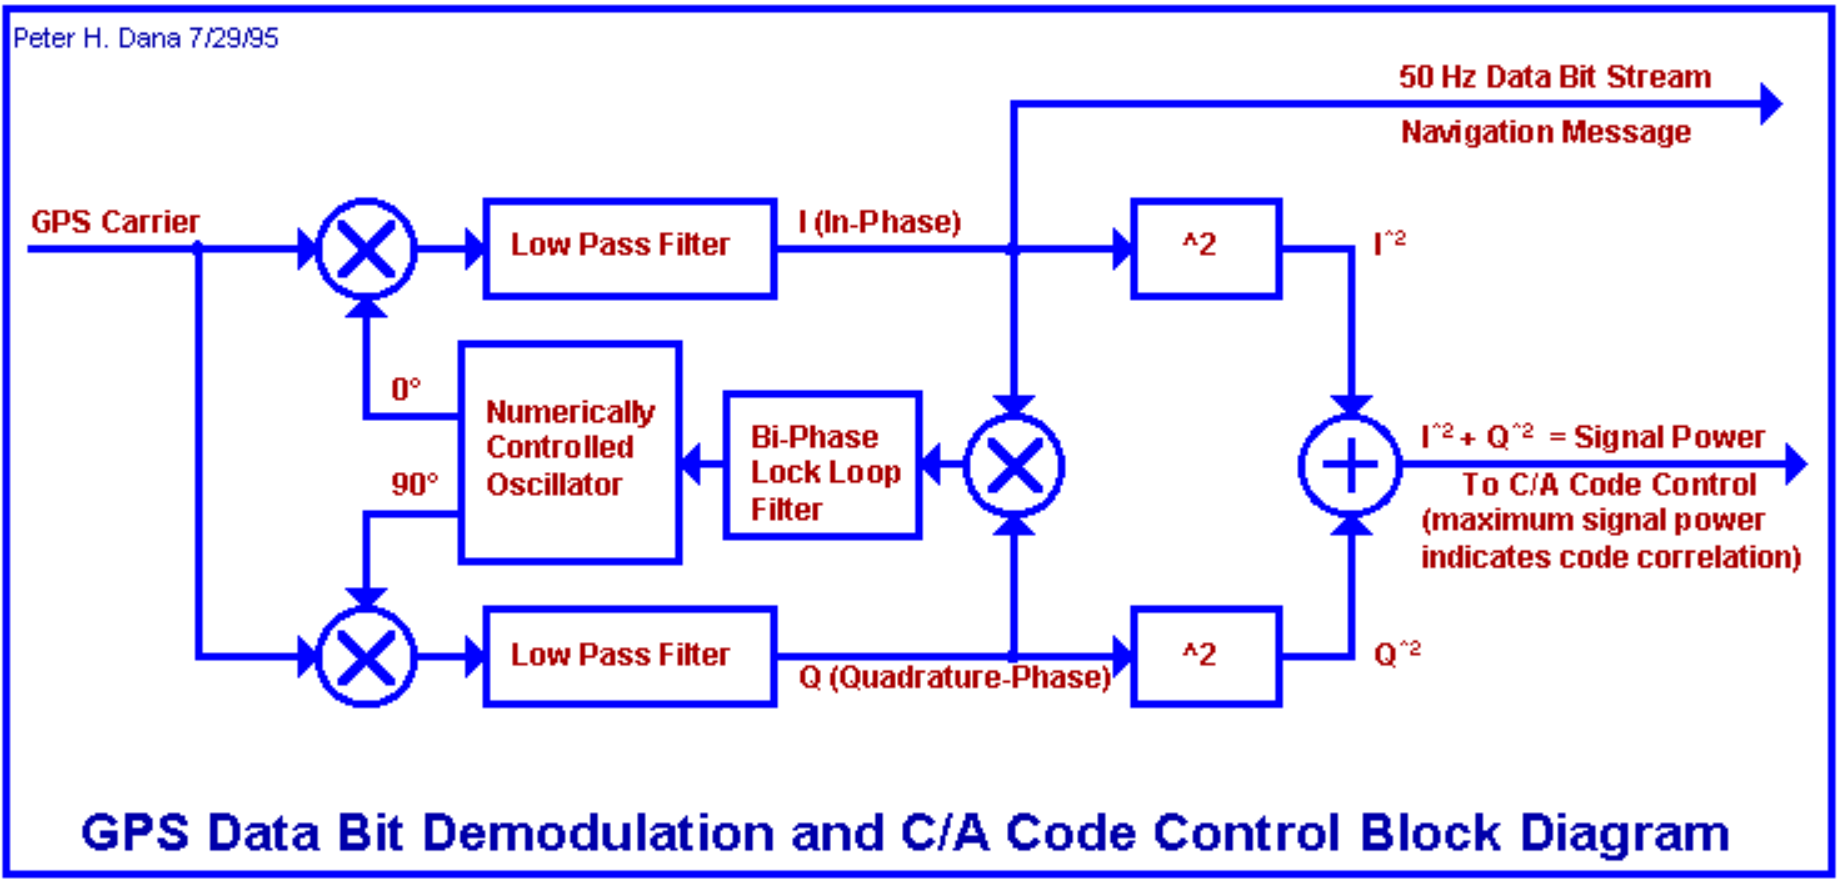 Peter H. Dana 7/29/95
50 Hz Data Bit Stream
Navigation Message
GPS Carrier
Low Pass Filter
I (In-Phase)
^2
I^2
0°
Numerically
Controlled
Oscillator
90°
Bi-Phase
Lock Loop
Filter
I^2 + Q^2 = Signal Power
To C/A Code Control
(maximum signal power
indicates code correlation)
Low Pass Filter
Q (Quadrature-Phase)
^2
Q^2
GPS Data Bit Demodulation and C/A Code Control Block Diagram